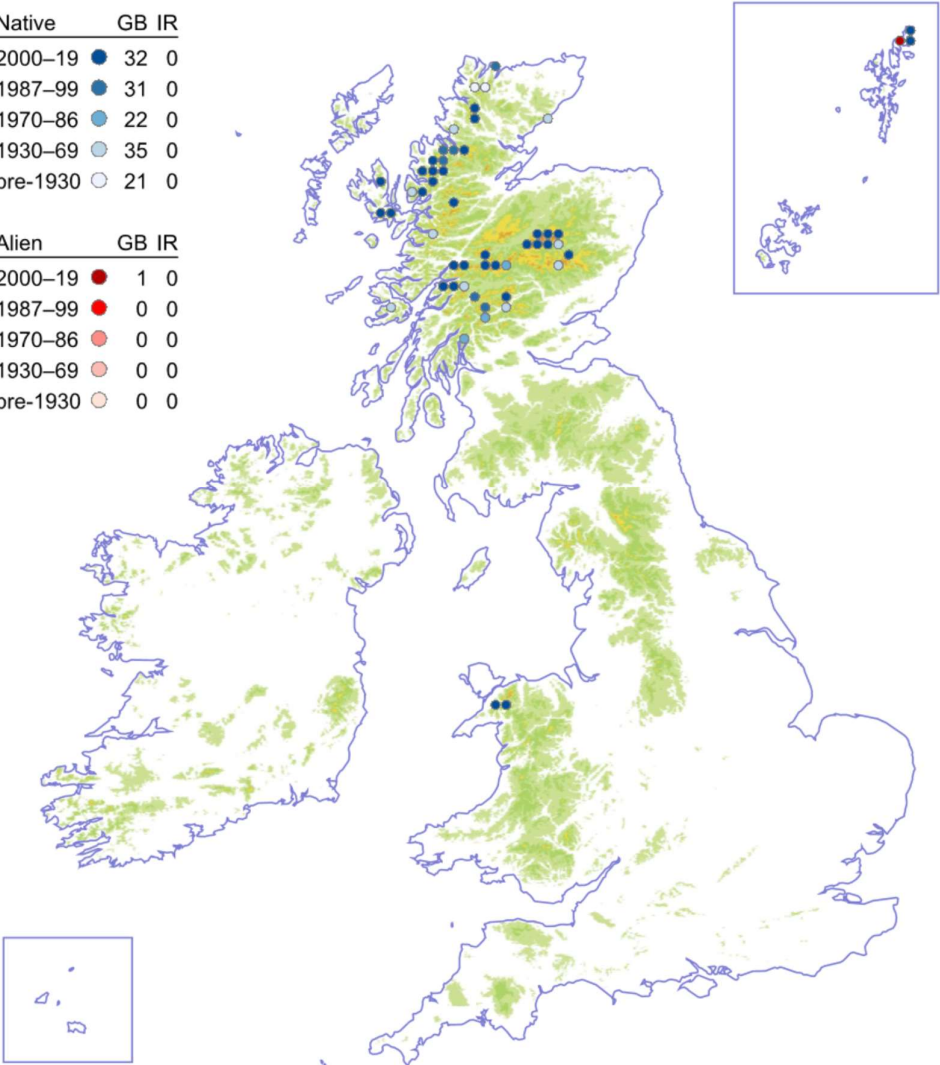 Native GB IR
2000–19 32 0
1987–99 31 0
1970–86 22 0
1930–69 35 0
pre-1930 21 0
Alien GB IR
2000–19 1 0
1987–99 0 0
1970–86 0 0
1930–69 0 0
pre-1930 0 0